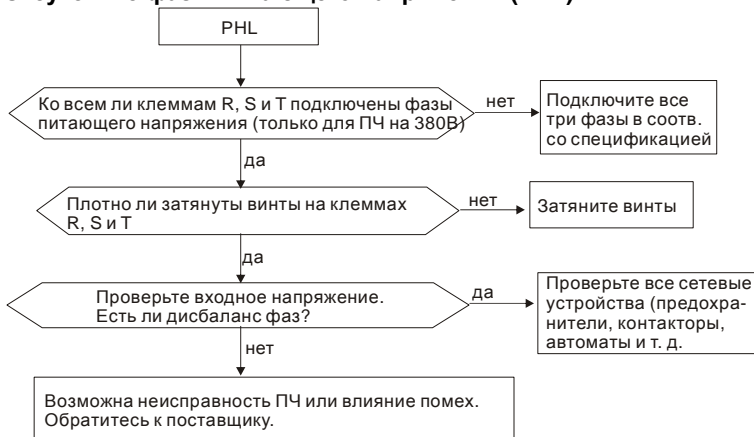 PHL
Ко всем ли клеммам R, S и T подключены фазы
питающего напряжения (только для ПЧ на 380В)
нет
Подключите все
три фазы в соотв.
со спецификацией
да
Плотно ли затянуты винты на клеммах
R, S и T
нет
Затяните винты
да
Проверьте входное напряжение.
Есть ли дисбаланс фаз?
да
Проверьте все сетевые
устройства (предохра-
нители, контакторы,
автоматы и т. д.
нет
Возможна неисправность ПЧ или влияние помех.
Обратитесь к поставщику.